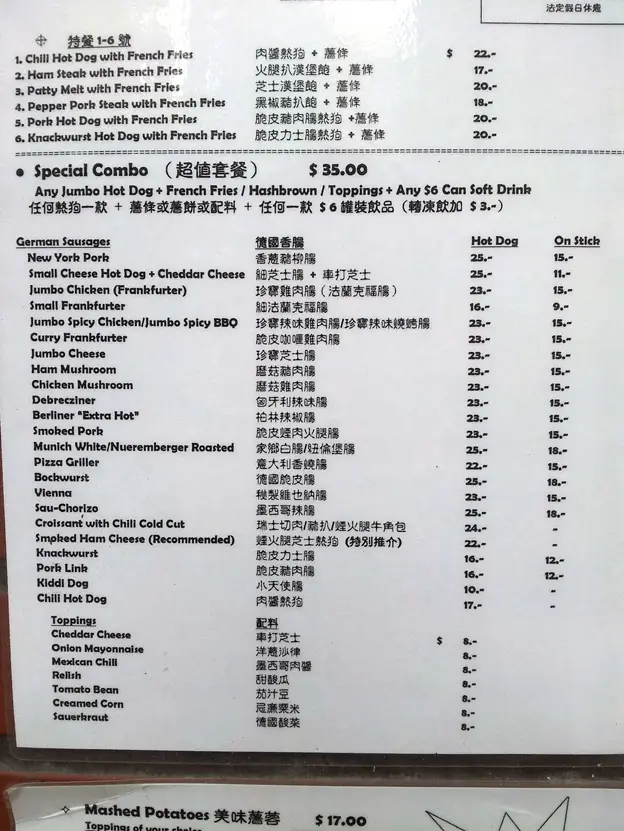 法定假日休息
特餐 1-6 號
1. Chili Hot Dog with French Fries 肉醬熱狗 + 薯條 $ 22.-
2. Ham Steak with French Fries 火腿扒漢堡飽 + 薯條 17.-
3. Patty Melt with French Fries 芝士漢堡飽 + 薯條 20.-
4. Pepper Pork Steak with French Fries 黑椒豬扒飽 + 薯條 18.-
5. Pork Hot Dog with French Fries 脆皮豬肉腸熱狗 +薯條 20.-
6. Knackwurst Hot Dog with French Fries 脆皮力士腸熱狗 + 薯條 20.-
● Special Combo （超值套餐） $ 35.00
Any Jumbo Hot Dog + French Fries / Hashbrown / Toppings + Any $6 Can Soft Drink
任何熱狗一款 + 薯條或薯餅或配料 + 任何一款 $ 6 罐裝飲品（轉凍飲加 $ 3.-）
German Sausages 德國香腸 Hot Dog On Stick
New York Pork 香蔥豬柳腸 25.- 15.-
Small Cheese Hot Dog + Cheddar Cheese 細芝士腸 + 車打芝士 25.- 11.-
Jumbo Chicken (Frankfurter) 珍寶雞肉腸（法蘭克福腸） 23.- 15.-
Small Frankfurter 細法蘭克福腸 16.- 9.-
Jumbo Spicy Chicken/Jumbo Spicy BBQ 珍寶辣味雞肉腸/珍寶辣味燒烤腸 23.- 15.-
Curry Frankfurter 脆皮咖喱雞肉腸 23.- 15.-
Jumbo Cheese 珍寶芝士腸 23.- 15.-
Ham Mushroom 蘑菇豬肉腸 23.- 15.-
Chicken Mushroom 蘑菇雞肉腸 23.- 15.-
Debrecziner 匈牙利辣味腸 23.- 15.-
Berliner "Extra Hot" 柏林辣椒腸 23.- 15.-
Smoked Pork 脆皮煙肉火腿腸 23.- 15.-
Munich White/Nueremberger Roasted 家鄉白腸/紐倫堡腸 25.- 18.-
Pizza Griller 意大利香燒腸 22.- 15.-
Bockwurst 德國脆皮腸 25.- 18.-
Vienna 維也納腸 23.- 15.-
Sau-Chorizo 墨西哥辣腸 25.- 18.-
Croissant with Chili Cold Cut 瑞士切肉/豬扒/煙火腿牛角包 24.- -
Smoked Ham Cheese (Recommended) 煙火腿芝士熱狗 (特別推介) 22.- -
Knackwurst 脆皮力士腸 16.- 12.-
Pork Link 脆皮豬肉腸 16.- 12.-
Kiddi Dog 小天使腸 10.- -
Chili Hot Dog 肉醬熱狗 17.- -
Toppings 配料
Cheddar Cheese 車打芝士 $ 8.-
Onion Mayonnaise 洋蔥沙律 8.-
Mexican Chili 墨西哥肉醬 8.-
Relish 甜酸瓜 8.-
Tomato Bean 茄汁豆 8.-
Creamed Corn 忌廉粟米 8.-
Sauerkraut 德國酸菜 8.-
Mashed Potatoes 美味薯蓉 $ 17.00
Toppings of your choice